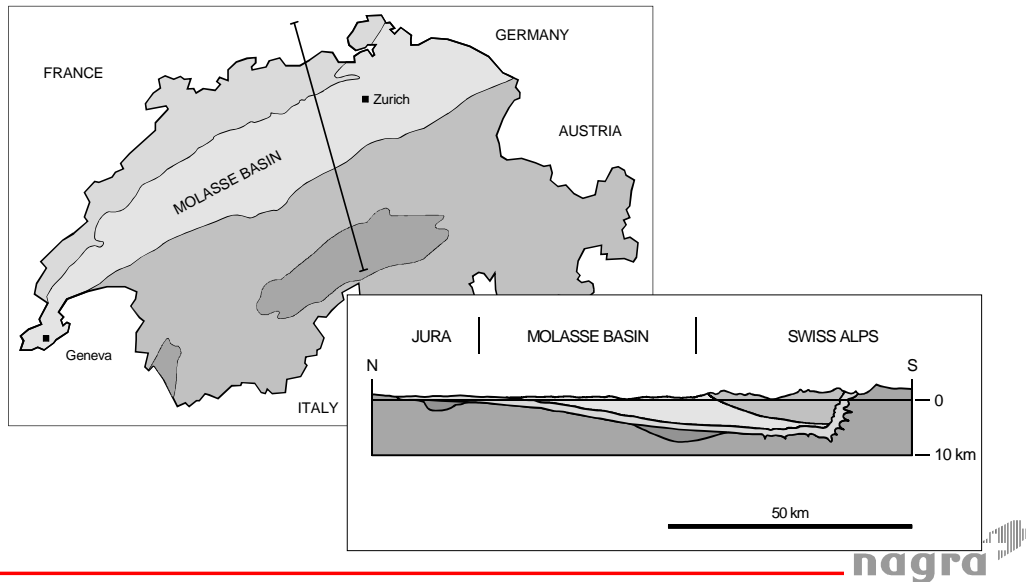 GERMANY
FRANCE
Zurich
AUSTRIA
MOLASSE BASIN
Geneva
ITALY
JURA MOLASSE BASIN SWISS ALPS
N S
0
10 km
50 km
nagra